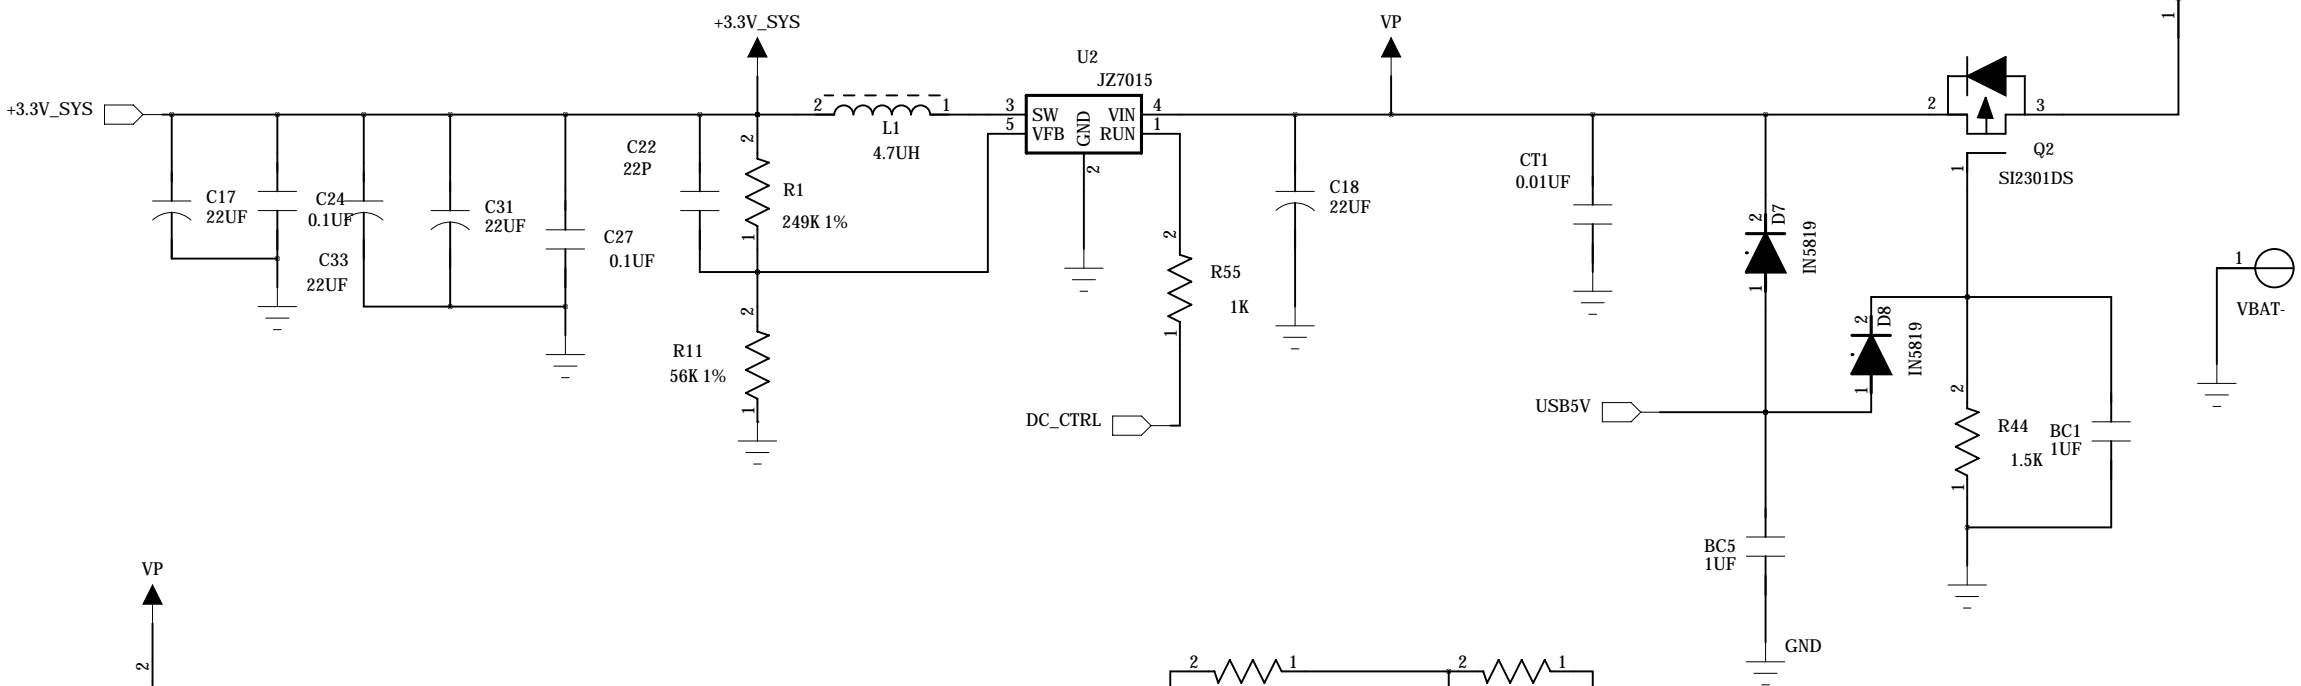 +3.3V_SYS
VP
1
U2
JZ7015
+3.3V_SYS
2
L1
1
4.7UH
3
SW
VIN
4
5
VFB
RUN
1
GND
2
2
3
Q2
SI2301DS
1
C22
22P
2
R1
249K 1%
1
C17
22UF
C24
0.1UF
C33
22UF
C31
22UF
C27
0.1UF
CT1
0.01UF
C18
22UF
2
D7
IN5819
1
2
R55
1K
1
1
VBAT-
2
R11
56K 1%
1
2
D8
IN5819
1
DC_CTRL
USB5V
2
R44
1.5K
1
BC1
1UF
BC5
1UF
GND
VP
2
2
1
2
1